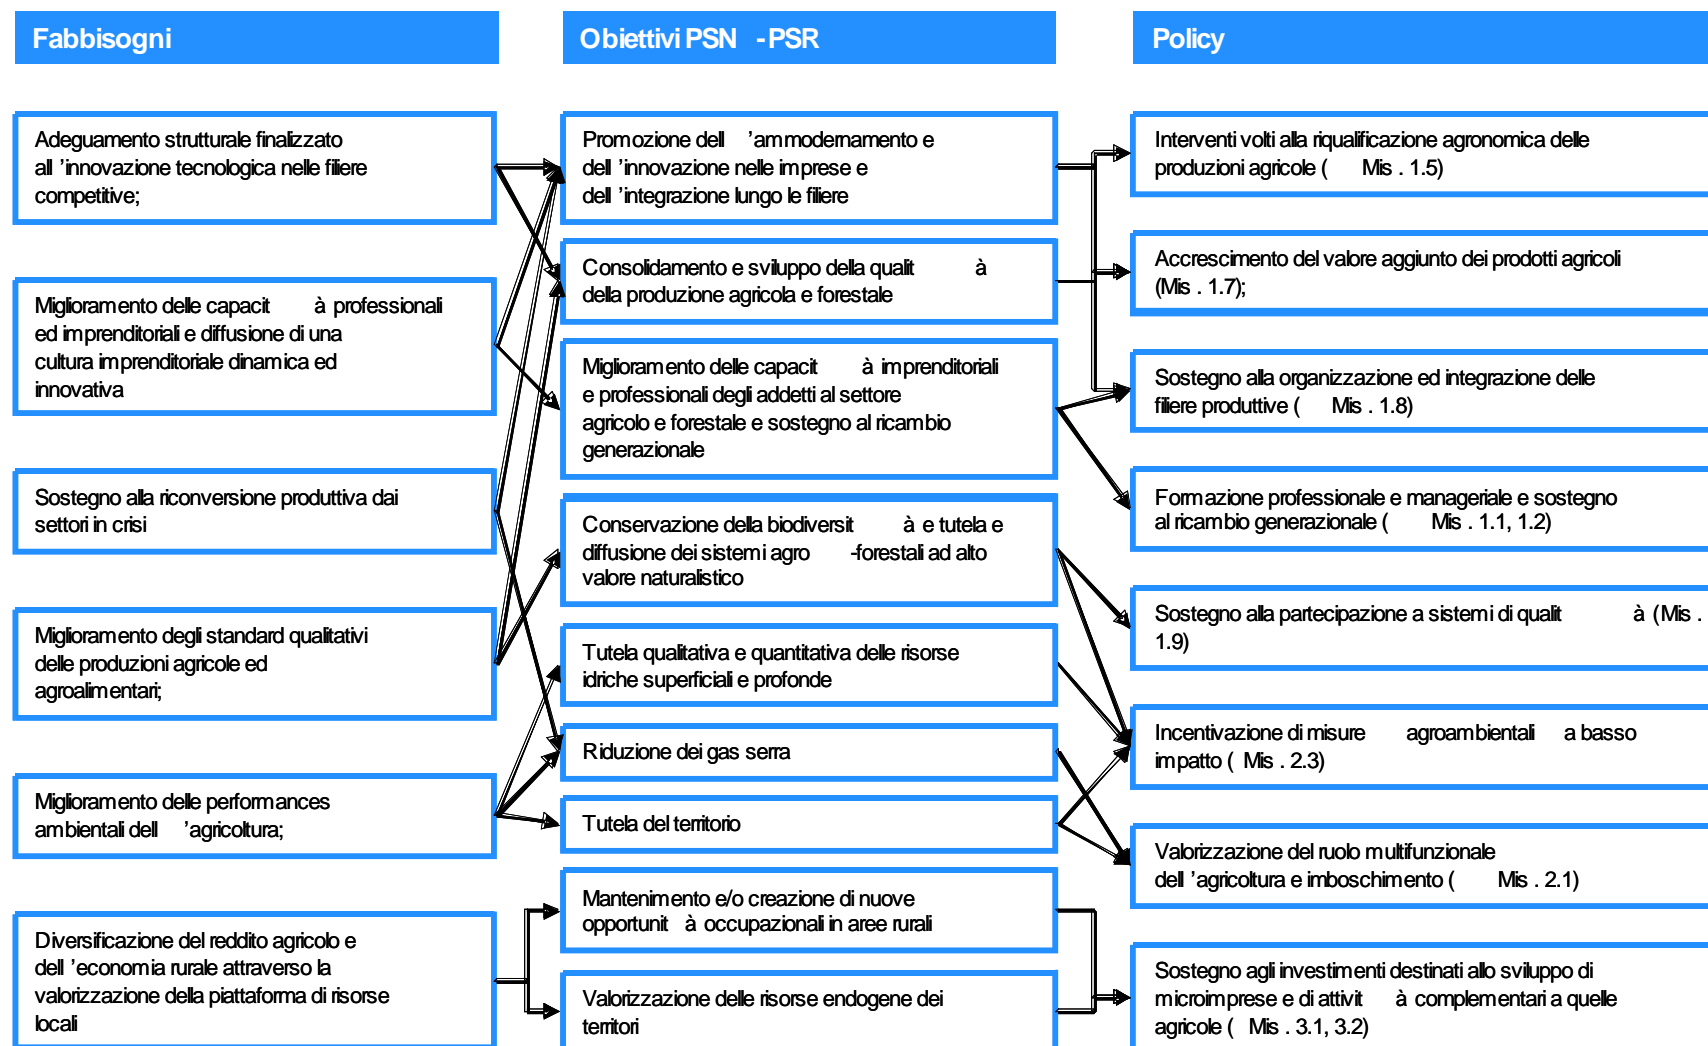 Fabbisogni
Obiettivi PSN - PSR
Policy
Adeguamento strutturale finalizzato
all 'innovazione tecnologica nelle filiere
competitive;
Miglioramento delle capacit à professionali
ed imprenditoriali e diffusione di una
cultura imprenditoriale dinamica ed
innovativa
Sostegno alla riconversione produttiva dai
settori in crisi
Miglioramento degli standard qualitativi
delle produzioni agricole ed
agroalimentari;
Miglioramento delle performances
ambientali dell 'agricoltura;
Diversificazione del reddito agricolo e
dell 'economia rurale attraverso la
valorizzazione della piattaforma di risorse
locali
Promozione dell 'ammodernamento e
dell 'innovazione nelle imprese e
dell 'integrazione lungo le filiere
Consolidamento e sviluppo della qualit à
della produzione agricola e forestale
Miglioramento delle capacit à imprenditoriali
e professionali degli addetti al settore
agricolo e forestale e sostegno al ricambio
generazionale
Conservazione della biodiversit à e tutela e
diffusione dei sistemi agro -forestali ad alto
valore naturalistico
Tutela qualitativa e quantitativa delle risorse
idriche superficiali e profonde
Riduzione dei gas serra
Tutela del territorio
Mantenimento e/o creazione di nuove
opportunit à occupazionali in aree rurali
Valorizzazione delle risorse endogene dei
territori
Interventi volti alla riqualificazione agronomica delle
produzioni agricole ( Mis . 1.5)
Accrescimento del valore aggiunto dei prodotti agricoli
(Mis . 1.7);
Sostegno alla organizzazione ed integrazione delle
filiere produttive ( Mis . 1.8)
Formazione professionale e manageriale e sostegno
al ricambio generazionale ( Mis . 1.1, 1.2)
Sostegno alla partecipazione a sistemi di qualit à (Mis .
1.9)
Incentivazione di misure agroambientali a basso
impatto ( Mis . 2.3)
Valorizzazione del ruolo multifunzionale
dell 'agricoltura e imboschimento ( Mis . 2.1)
Sostegno agli investimenti destinati allo sviluppo di
microimprese e di attivit à complementari a quelle
agricole ( Mis . 3.1, 3.2)